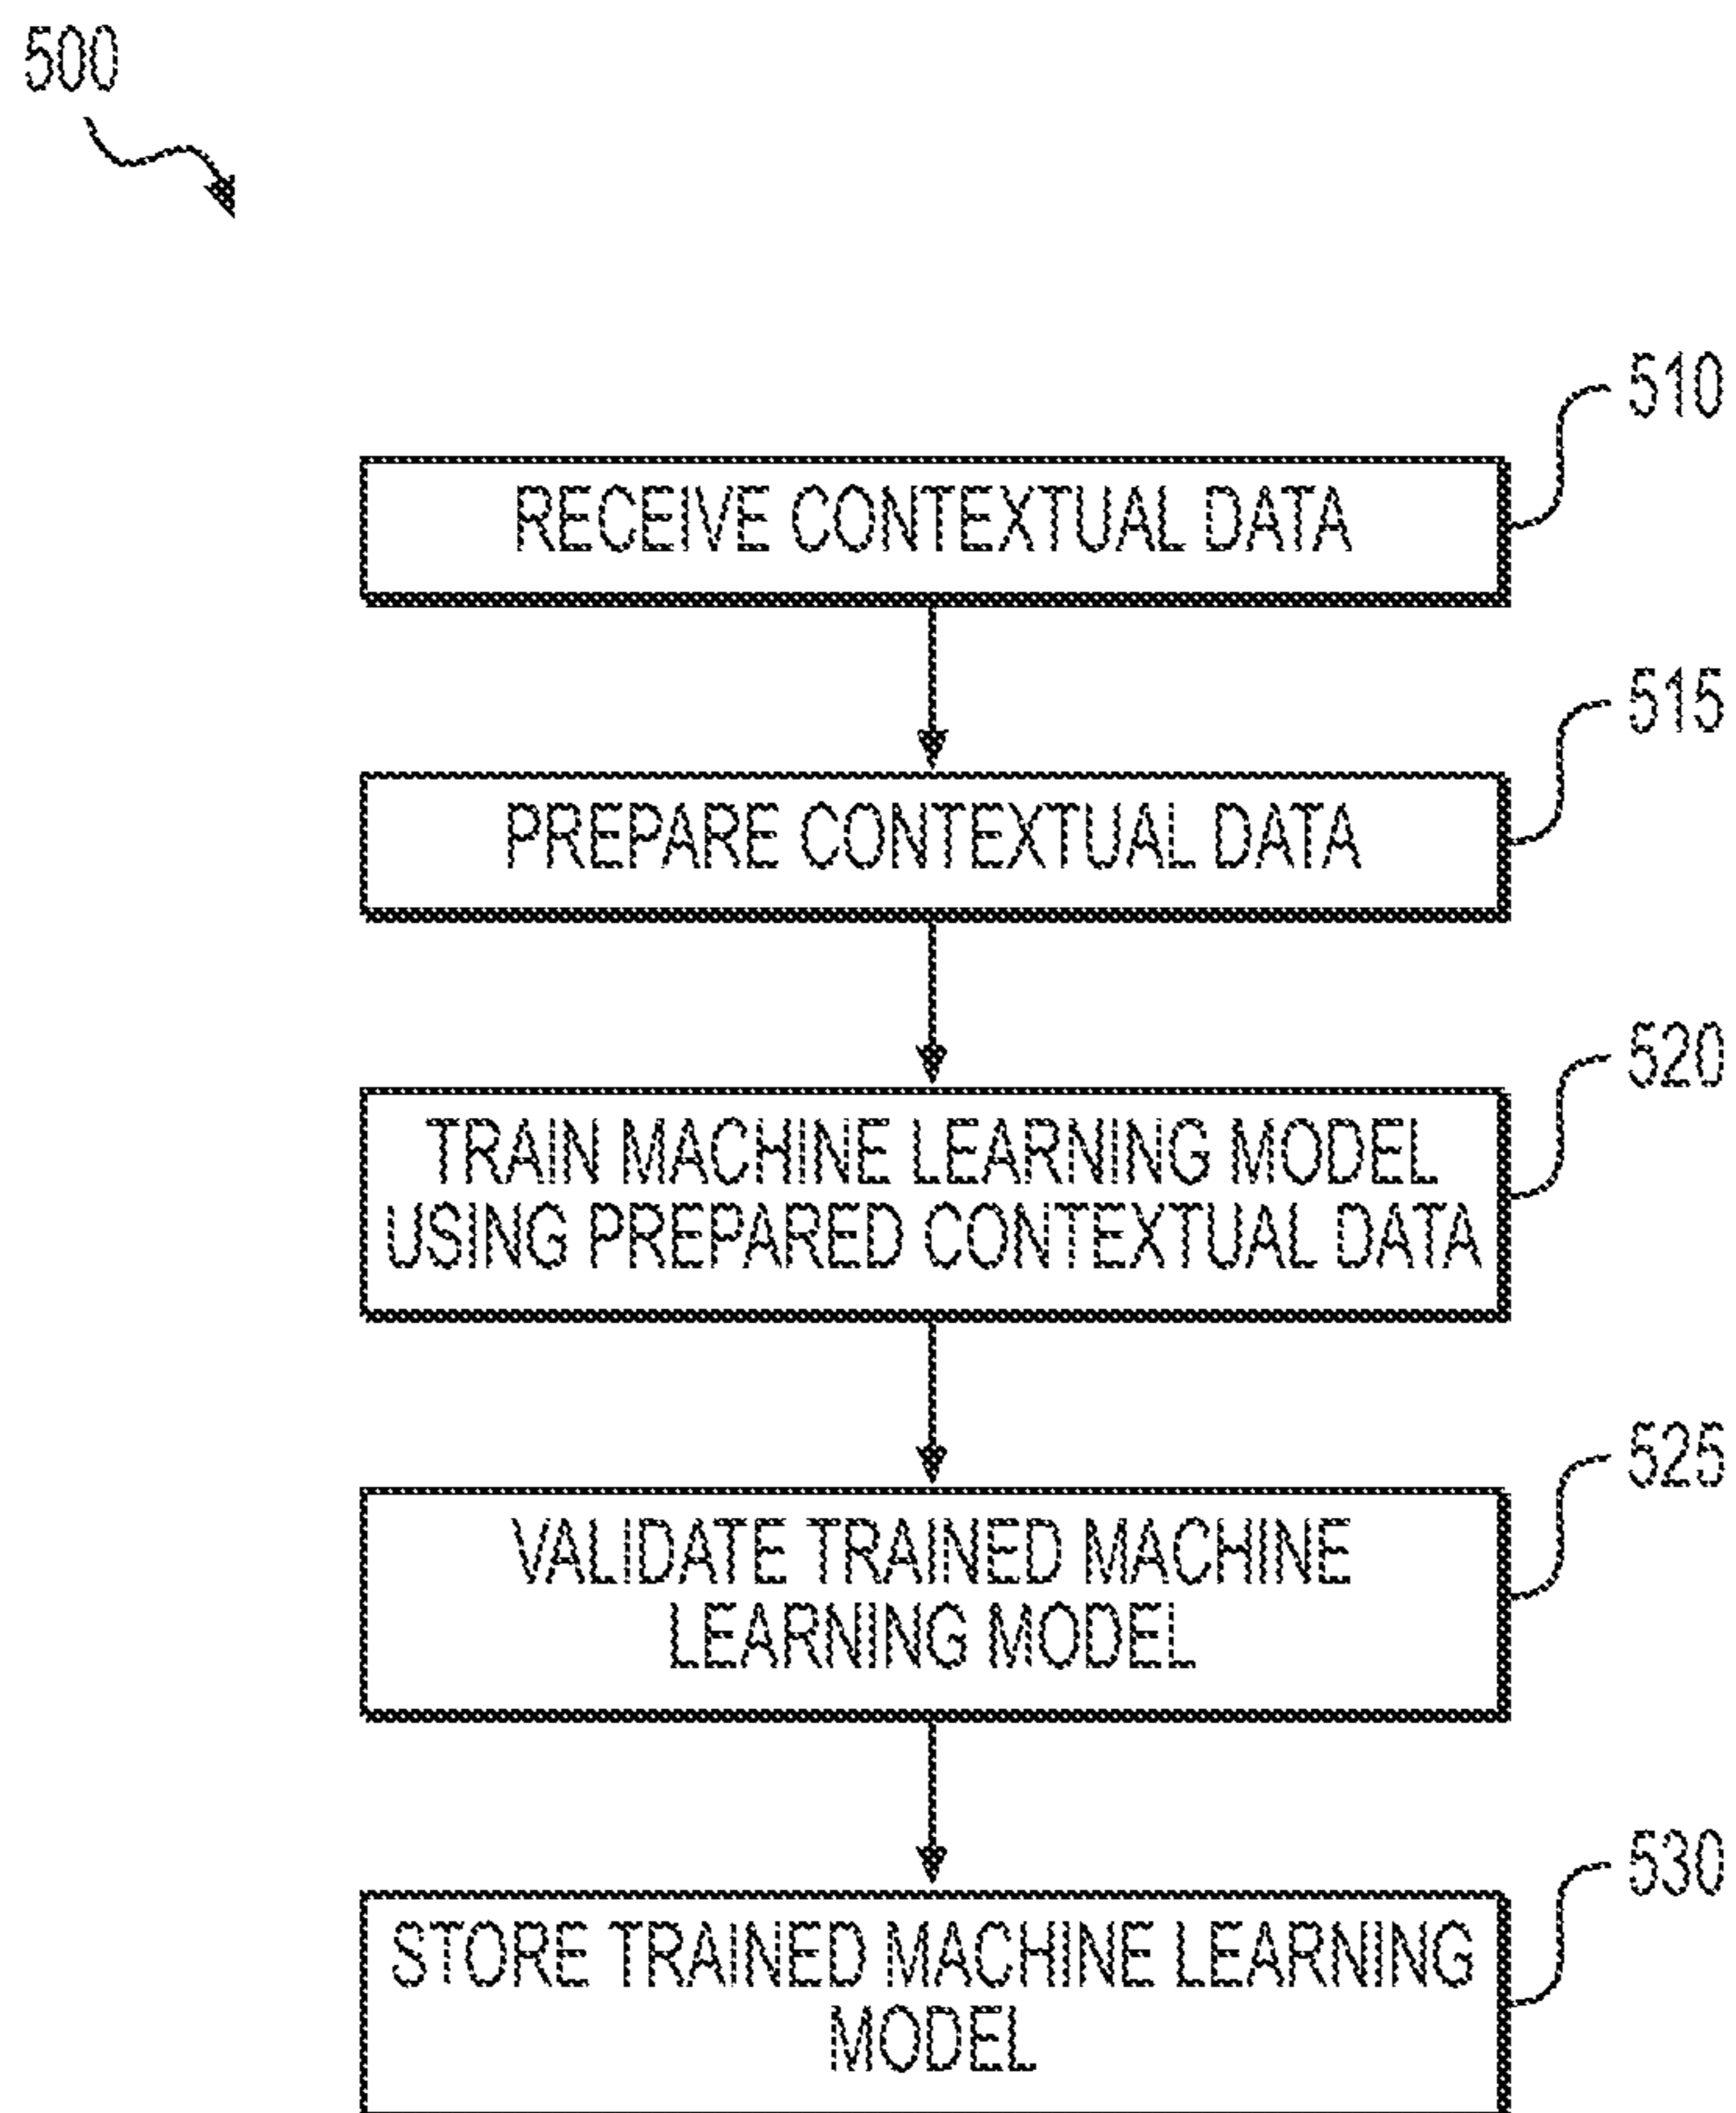 500
510
RECEIVE CONTEXTUAL DATA
515
PREPARE CONTEXTUAL DATA
520
TRAIN MACHINE LEARNING MODEL
USING PREPARED CONTEXTUAL DATA
525
VALIDATE TRAINED MACHINE
LEARNING MODEL
530
STORE TRAINED MACHINE LEARNING
MODEL